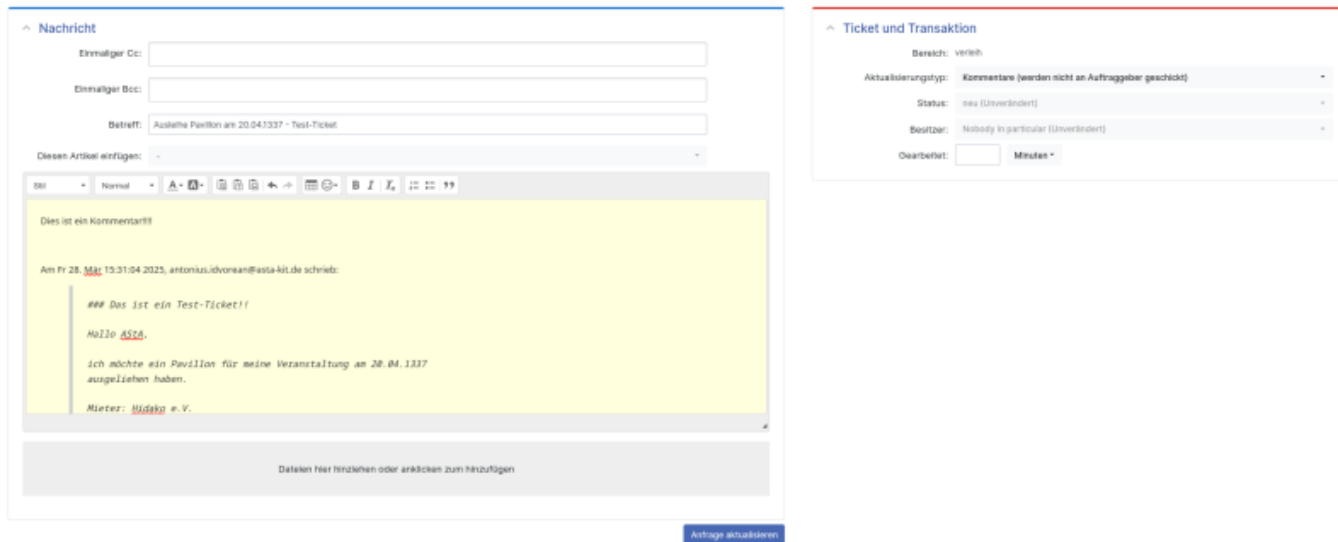 Nachricht
Einmaliger Cc:
Einmaliger Bcc:
Betreff: Ausleihe Pavillon am 20.04.1337 - Test-Ticket
Diesen Artikel einfügen: -
Stil Normal
Dies ist ein Kommentar!!!!
Am Fr 28. Mär 15:31:04 2025, antonius.idvorean@asta-kit.de schrieb:
### Das ist ein Test-Ticket!!
Hallo AStA,
ich möchte ein Pavillon für meine Veranstaltung am 20.04.1337
ausgeliehen haben.
Mieter: Hidako e.V.
Dateien hier hinziehen oder anklicken zum hinzufügen
Anfrage aktualisieren
Ticket und Transaktion
Bereich: verleih
Aktualisierungstyp: Kommentare (werden nicht an Auftraggeber geschickt)
Status: neu (Unverändert)
Besitzer: Nobody in particular (Unverändert)
Gearbeitet: Minuten